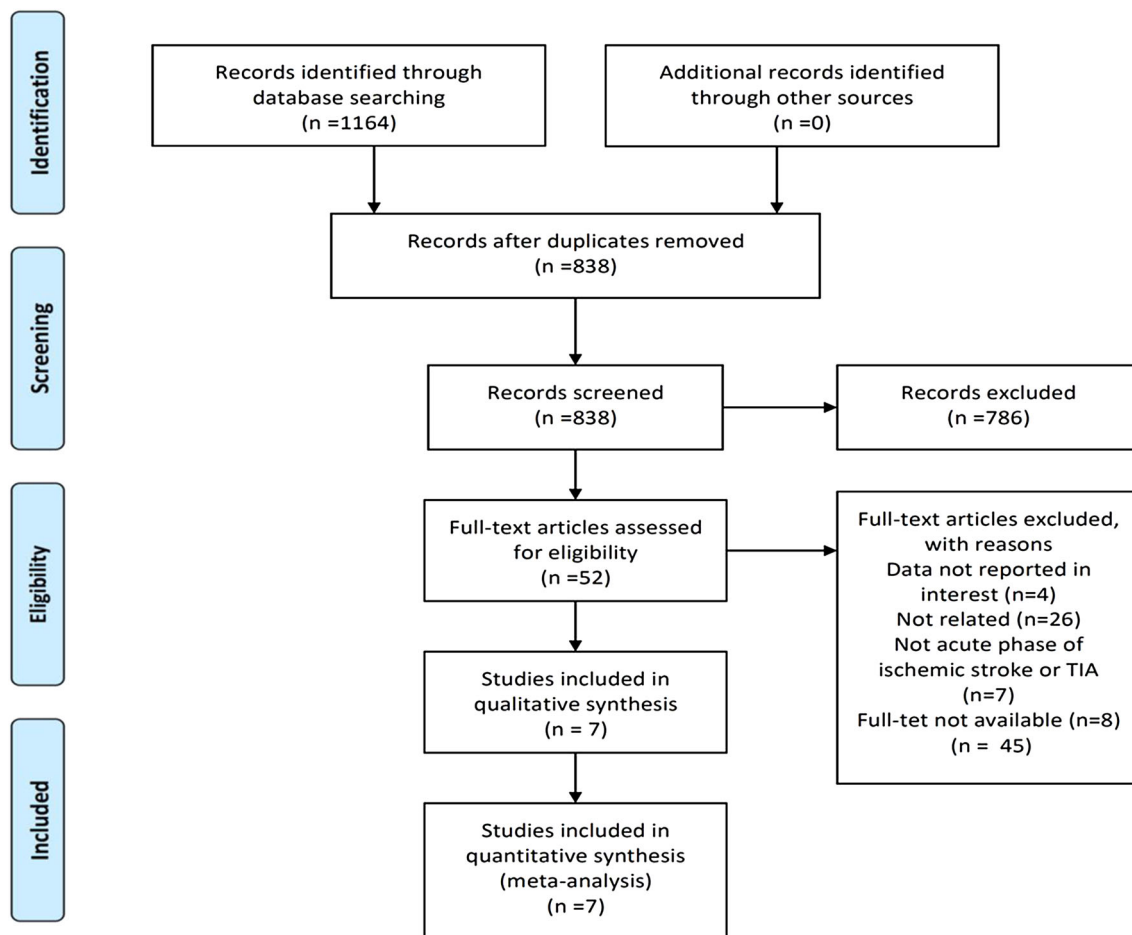 Identification
Records identified through
database searching
(n =1164)
Additional records identified
through other sources
(n =0)
Records after duplicates removed
(n =838)
Screening
Records screened
(n =838)
Records excluded
(n =786)
Eligibility
Full-text articles assessed
for eligibility
(n =52)
Full-text articles excluded,
with reasons
Data not reported in
interest (n=4)
Not related (n=26)
Not acute phase of
ischemic stroke or TIA
(n=7)
Full-tet not available (n=8)
(n = 45)
Studies included in
qualitative synthesis
(n = 7)
Included
Studies included in
quantitative synthesis
(meta-analysis)
(n =7)